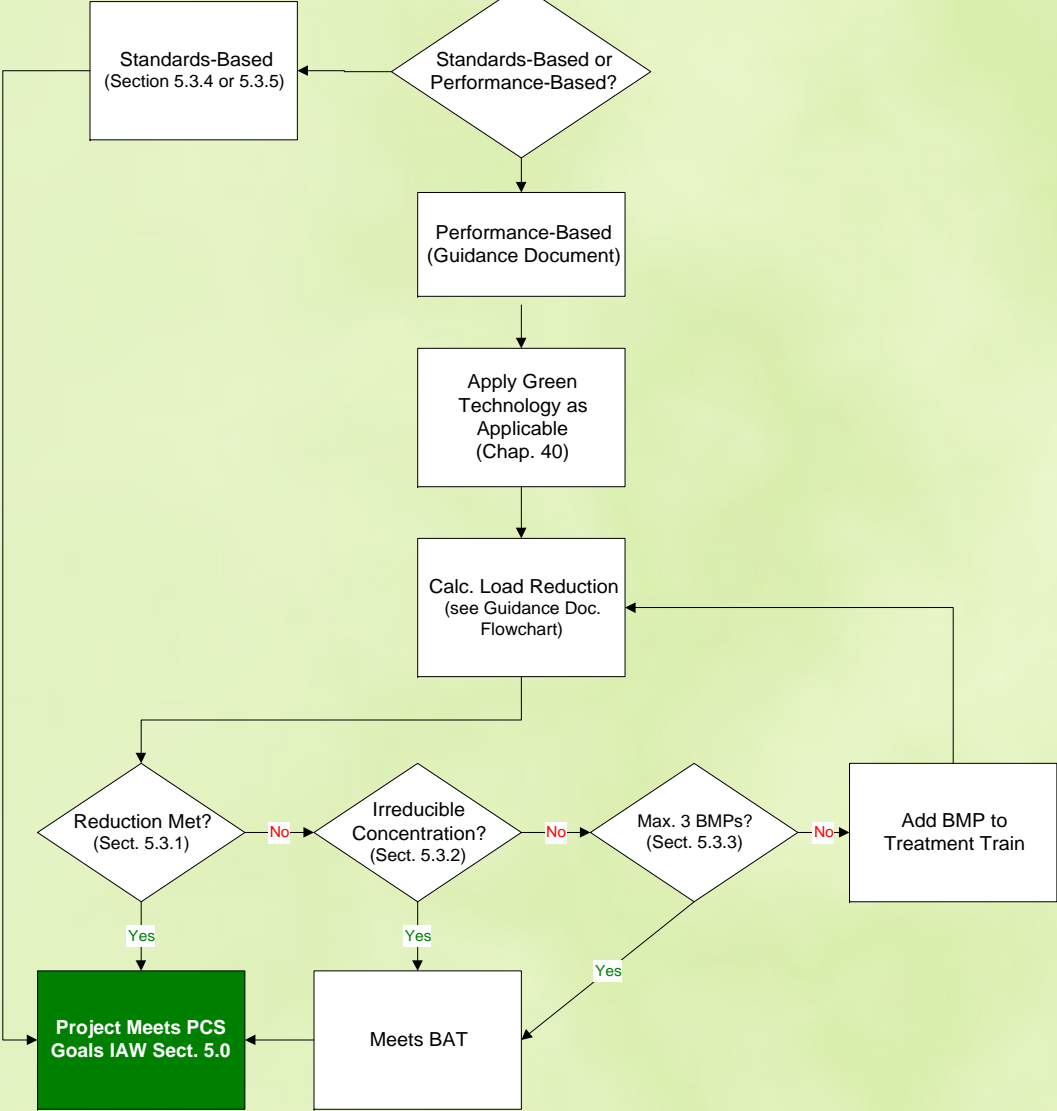 Standards-Based
(Section 5.3.4 or 5.3.5)
Standards-Based or
Performance-Based?
Performance-Based
(Guidance Document)
Apply Green
Technology as
Applicable
(Chap. 40)
Calc. Load Reduction
(see Guidance Doc.
Flowchart)
Reduction Met?
(Sect. 5.3.1)
No
Irreducible
Concentration?
(Sect. 5.3.2)
No
Max. 3 BMPs?
(Sect. 5.3.3)
No
Add BMP to
Treatment Train
Yes
Yes
Yes
Project Meets PCS
Goals IAW Sect. 5.0
Meets BAT